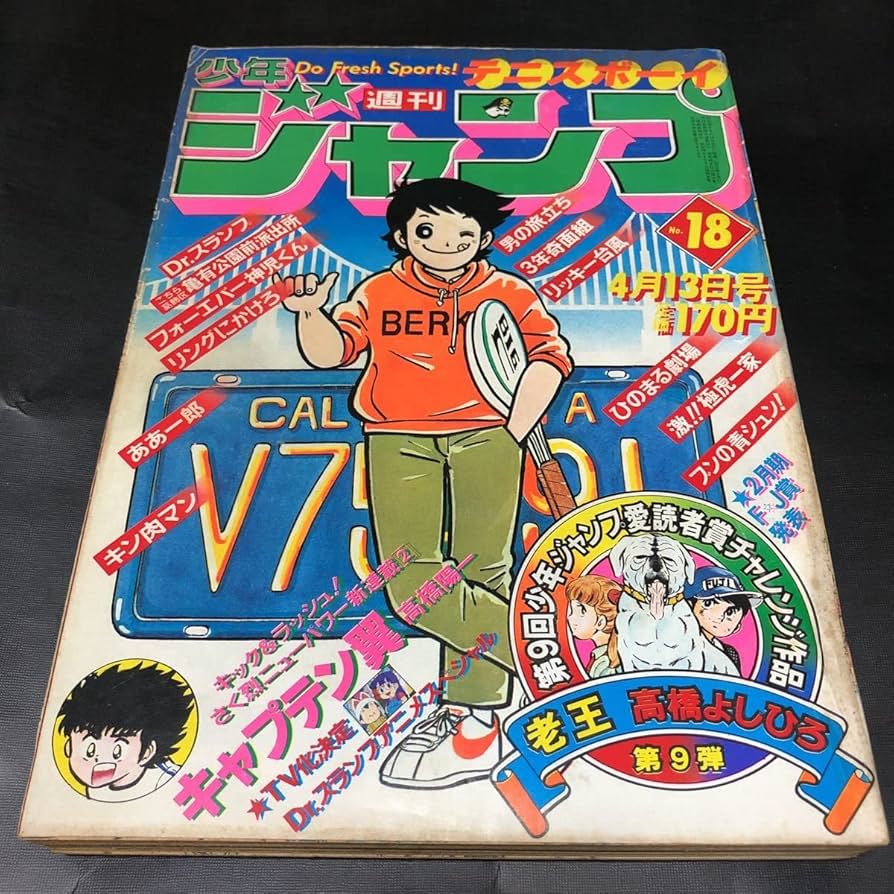 少年 Do Fresh Sports! テニスボーイ
週刊
ジャンプ
No.18
4月13日号
170円
Dr.スランプ
こちら葛飾区亀有公園前派出所
フォーエバー神児くん
リングにかけろ
男の旅立ち
3年奇面組
リッキー台風
BERK
ああ一郎
キン肉マン
ひのまる劇場
激!!極虎一家
ブンの青シュン!
CAL A
V75 91
★2月期
F☆J賞
発表
キック&ラッシュ!
さく烈ニューパワー新連載②
キャプテン翼 高橋陽一
★TV化決定
Dr.スランプアニメスペシャル
第9回少年ジャンプ愛読者賞チャレンジ作品
FUJI
老王 高橋よしひろ
第9弾